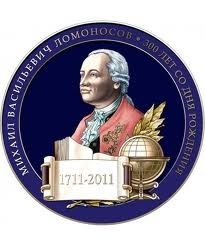 МИХАИЛ ВАСИЛЬЕВИЧ ЛОМОНОСОВ • 300 ЛЕТ СО ДНЯ РОЖДЕНИЯ
1711-2011